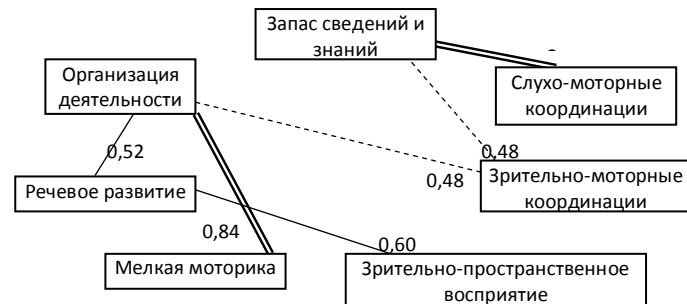 Запас сведений и
знаний
Организация
деятельности
Слухо-моторные
координации
0,52
0,48
0,48
Речевое развитие
Зрительно-моторные
координации
0,84
0,60
Мелкая моторика
Зрительно-пространственное
восприятие